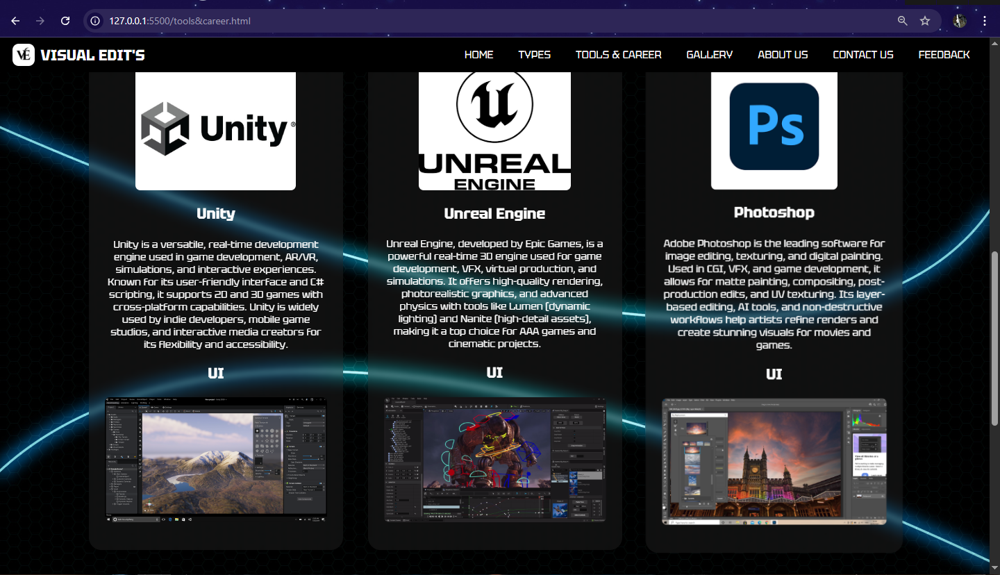 127.0.0.1:5500/tools&career.html
VE VISUAL EDIT'S
HOME TYPES TOOLS & CAREER GALLERY ABOUT US CONTACT US FEEDBACK
Unity®
UNREAL
ENGINE
Ps
Unity
Unity is a versatile, real-time development
engine used in game development, AR/VR,
simulations, and interactive experiences.
Known for its user-friendly interface and C#
scripting, it supports 2D and 3D games with
cross-platform capabilities. Unity is widely
used by indie developers, mobile game
studios, and interactive media creators for
its flexibility and accessibility.
UI
Unreal Engine
Unreal Engine, developed by Epic Games, is a
powerful real-time 3D engine used for game
development, VFX, virtual production, and
simulations. It offers high-quality rendering,
photorealistic graphics, and advanced
physics with tools like Lumen (dynamic
lighting) and Nanite (high-detail assets),
making it a top choice for AAA games and
cinematic projects.
UI
Photoshop
Adobe Photoshop is the leading software for
image editing, texturing, and digital painting.
Used in CGI, VFX, and game development, it
allows for matte painting, compositing, post-
production edits, and UV texturing. Its layer-
based editing, AI tools, and non-destructive
workflows help artists refine renders and
create stunning visuals for movies and
games.
UI